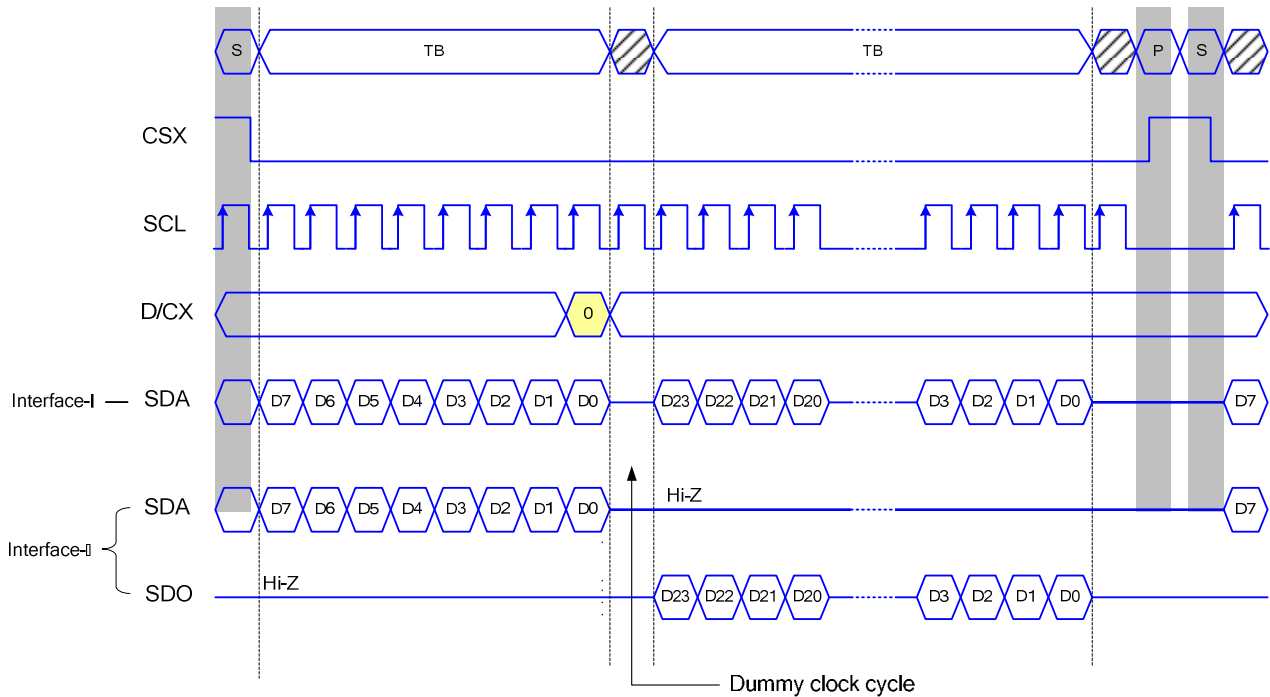 S TB TB P S
CSX
SCL
D/CX 0
Interface-I SDA D7 D6 D5 D4 D3 D2 D1 D0 D23 D22 D21 D20 D3 D2 D1 D0 D7
SDA D7 D6 D5 D4 D3 D2 D1 D0 Hi-Z D7
Interface-▯
SDO Hi-Z D23 D22 D21 D20 D3 D2 D1 D0
Dummy clock cycle